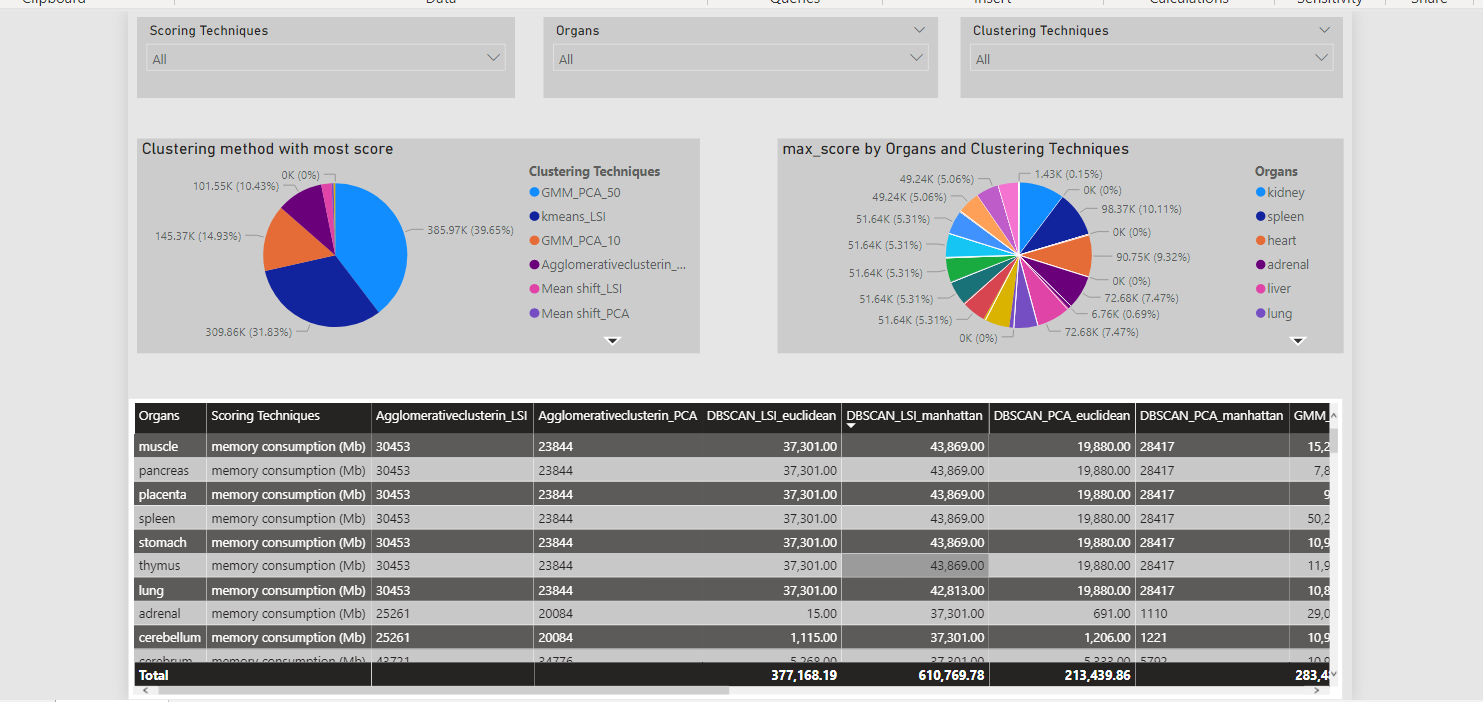 Clipboard Data Queries Insert Calculations Sensitivity Share
Scoring Techniques
All
Organs
All
Clustering Techniques
All
Clustering method with most score
0K (0%)
101.55K (10.43%)
145.37K (14.93%)
309.86K (31.83%)
385.97K (39.65%)
Clustering Techniques
GMM_PCA_50
kmeans_LSI
GMM_PCA_10
Agglomerativeclusterin_...
Mean shift_LSI
Mean shift_PCA
max_score by Organs and Clustering Techniques
49.24K (5.06%)
49.24K (5.06%)
51.64K (5.31%)
51.64K (5.31%)
51.64K (5.31%)
51.64K (5.31%)
51.64K (5.31%)
0K (0%)
1.43K (0.15%)
0K (0%)
98.37K (10.11%)
0K (0%)
90.75K (9.32%)
0K (0%)
72.68K (7.47%)
6.76K (0.69%)
72.68K (7.47%)
Organs
kidney
spleen
heart
adrenal
liver
lung
Organs Scoring Techniques Agglomerativeclusterin_LSI Agglomerativeclusterin_PCA DBSCAN_LSI_euclidean DBSCAN_LSI_manhattan DBSCAN_PCA_euclidean DBSCAN_PCA_manhattan GMM_
muscle memory consumption (Mb) 30453 23844 37,301.00 43,869.00 19,880.00 28417 15,2
pancreas memory consumption (Mb) 30453 23844 37,301.00 43,869.00 19,880.00 28417 7,8
placenta memory consumption (Mb) 30453 23844 37,301.00 43,869.00 19,880.00 28417 9
spleen memory consumption (Mb) 30453 23844 37,301.00 43,869.00 19,880.00 28417 50,2
stomach memory consumption (Mb) 30453 23844 37,301.00 43,869.00 19,880.00 28417 10,9
thymus memory consumption (Mb) 30453 23844 37,301.00 43,869.00 19,880.00 28417 11,9
lung memory consumption (Mb) 30453 23844 37,301.00 42,813.00 19,880.00 28417 10,8
adrenal memory consumption (Mb) 25261 20084 15.00 37,301.00 691.00 1110 29,0
cerebellum memory consumption (Mb) 25261 20084 1,115.00 37,301.00 1,206.00 1221 10,9
cerebrum memory consumption (Mb) 43721 34776 5,268.00 37,301.00 5,333.00 5792 10,9
Total 377,168.19 610,769.78 213,439.86 283,4